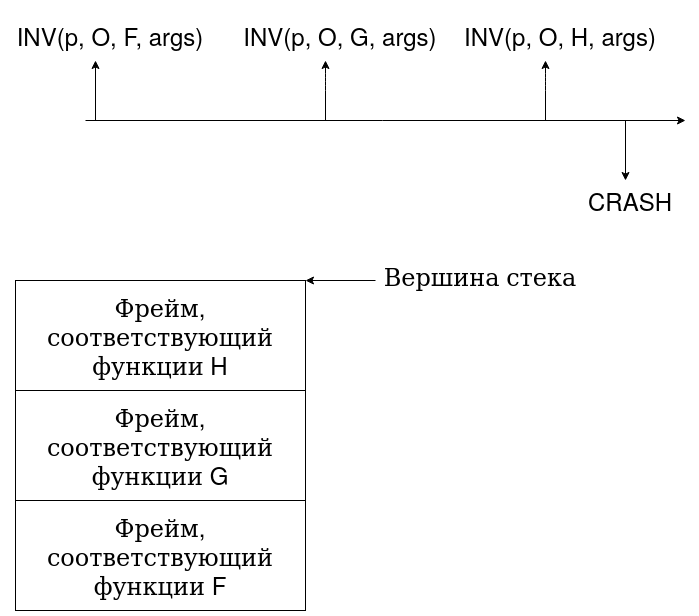 INV(p, O, F, args) INV(p, O, G, args) INV(p, O, H, args)
CRASH
Вершина стека
Фрейм,
соответствующий
функции H
Фрейм,
соответствующий
функции G
Фрейм,
соответствующий
функции F